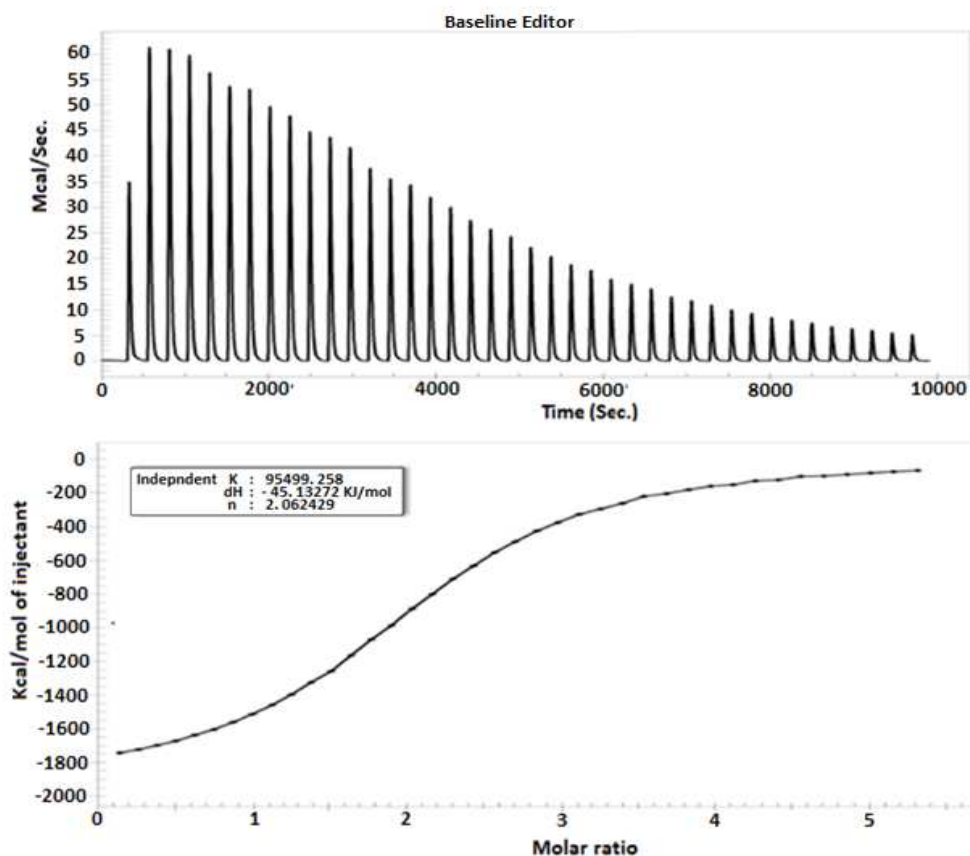 Baseline Editor
Mcal/Sec.
60
55
50
45
40
35
30
25
20
15
10
5
0
0 2000' 4000 6000' 8000 10000
Time (Sec.)
Kcal/mol of injectant
0
-200
-400
-600
-800
-1000
-1200
-1400
-1600
-1800
-2000
Indepndent K : 95499.258
dH : -45.13272 KJ/mol
n : 2.062429
0 1 2 3 4 5
Molar ratio